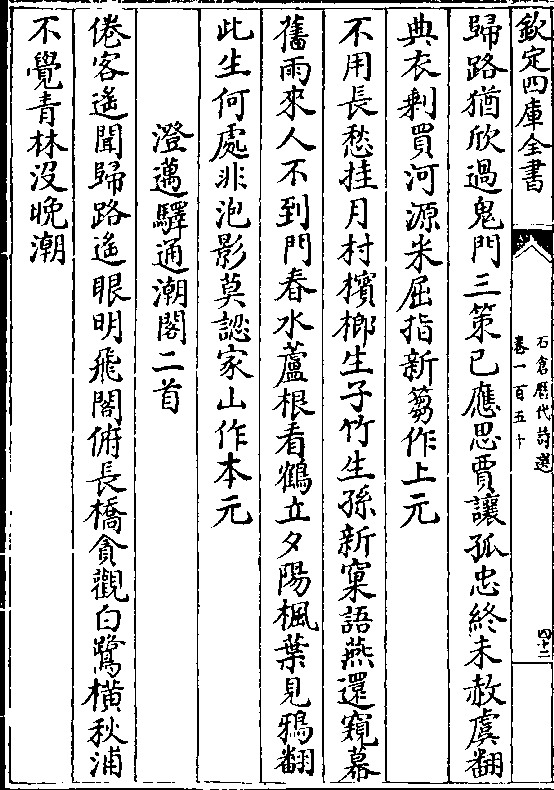 欽定四庫全書
石倉歷代詩選
卷一百五十
四十二
歸路猶欣過鬼門三策已應思賈讓孤忠終未赦虞翻
典衣剩買河源米屈指新蒭作上元
不用長愁挂月村檳榔生子竹生孫新窠語燕還窺幕
舊雨來人不到門春水蘆根看鶴立夕陽楓葉見鴉翻
此生何處非泡影莫認家山作本元
澄邁驛通潮閣二首
倦客遙聞歸路遙眼明飛閣俯長橋貪觀白鷺橫秋浦
不覺青林沒晚潮